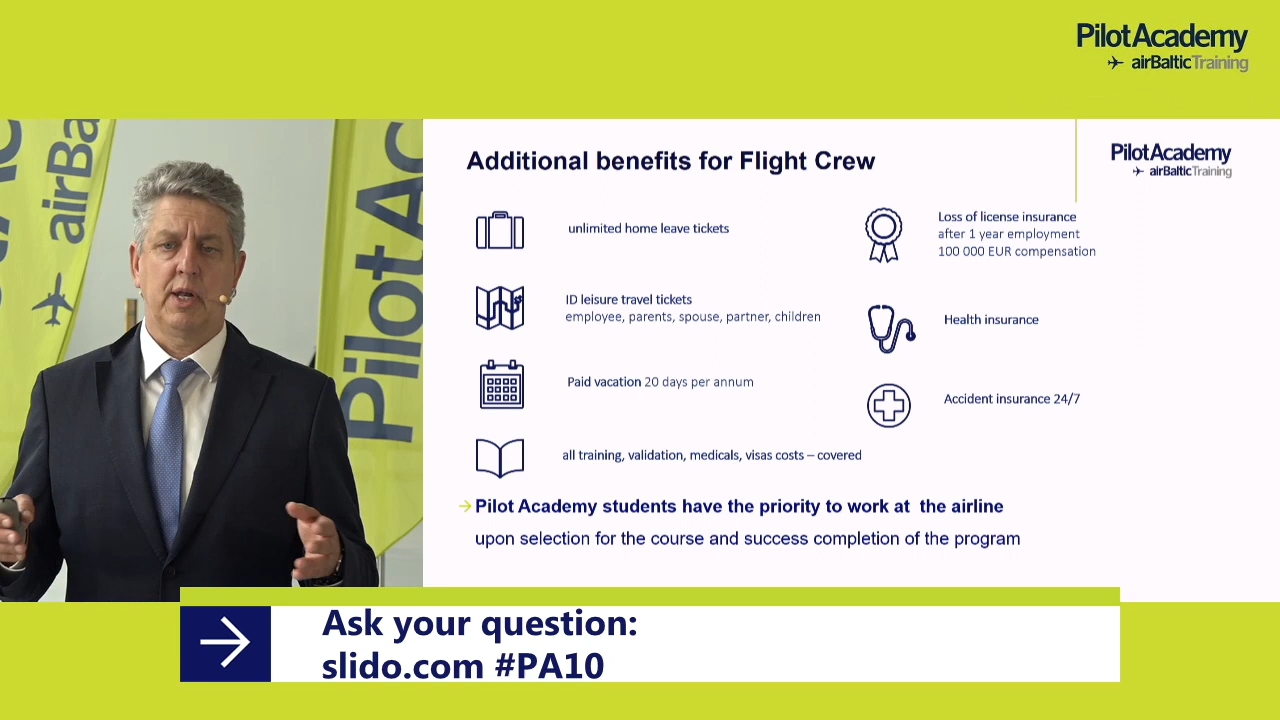 PilotAcademy
airBalticTraining
airBa
PilotAc
Additional benefits for Flight Crew
PilotAcademy
airBalticTraining
unlimited home leave tickets
ID leisure travel tickets
employee, parents, spouse, partner, children
Paid vacation 20 days per annum
all training, validation, medicals, visas costs – covered
Loss of license insurance
after 1 year employment
100 000 EUR compensation
Health insurance
Accident insurance 24/7
Pilot Academy students have the priority to work at the airline
upon selection for the course and success completion of the program
Ask your question:
slido.com #PA10